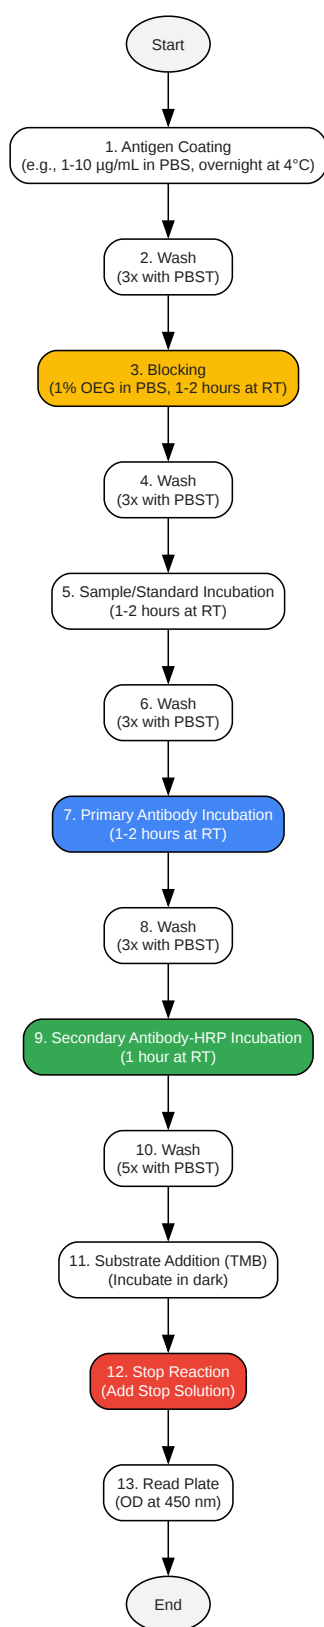 Start
1. Antigen Coating
(e.g., 1-10 µg/mL in PBS, overnight at 4°C)
2. Wash
(3x with PBST)
3. Blocking
(1% OEG in PBS, 1-2 hours at RT)
4. Wash
(3x with PBST)
5. Sample/Standard Incubation
(1-2 hours at RT)
6. Wash
(3x with PBST)
7. Primary Antibody Incubation
(1-2 hours at RT)
8. Wash
(3x with PBST)
9. Secondary Antibody-HRP Incubation
(1 hour at RT)
10. Wash
(5x with PBST)
11. Substrate Addition (TMB)
(Incubate in dark)
12. Stop Reaction
(Add Stop Solution)
13. Read Plate
(OD at 450 nm)
End